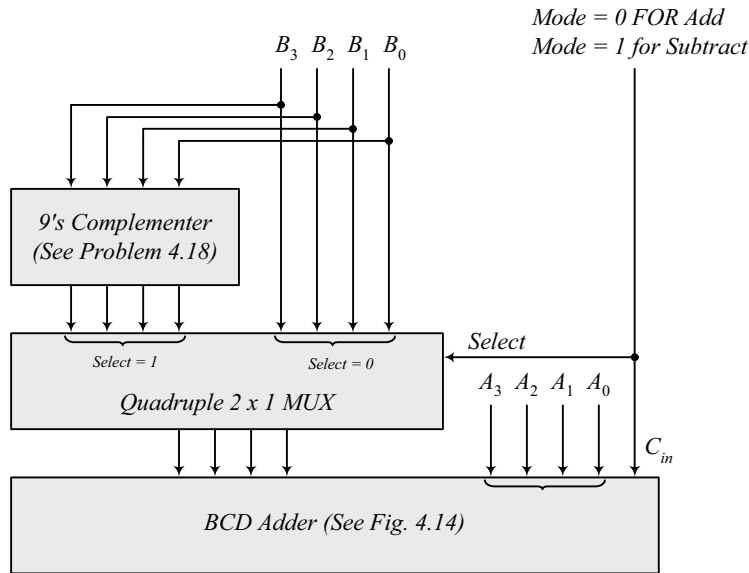 Mode = 0 FOR Add
Mode = 1 for Subtract
B3 B2 B1 B0
9's Complementer
(See Problem 4.18)
Select
Select = 1
Select = 0
Quadruple 2 x 1 MUX
A3 A2 A1 A0
Cin
BCD Adder (See Fig. 4.14)